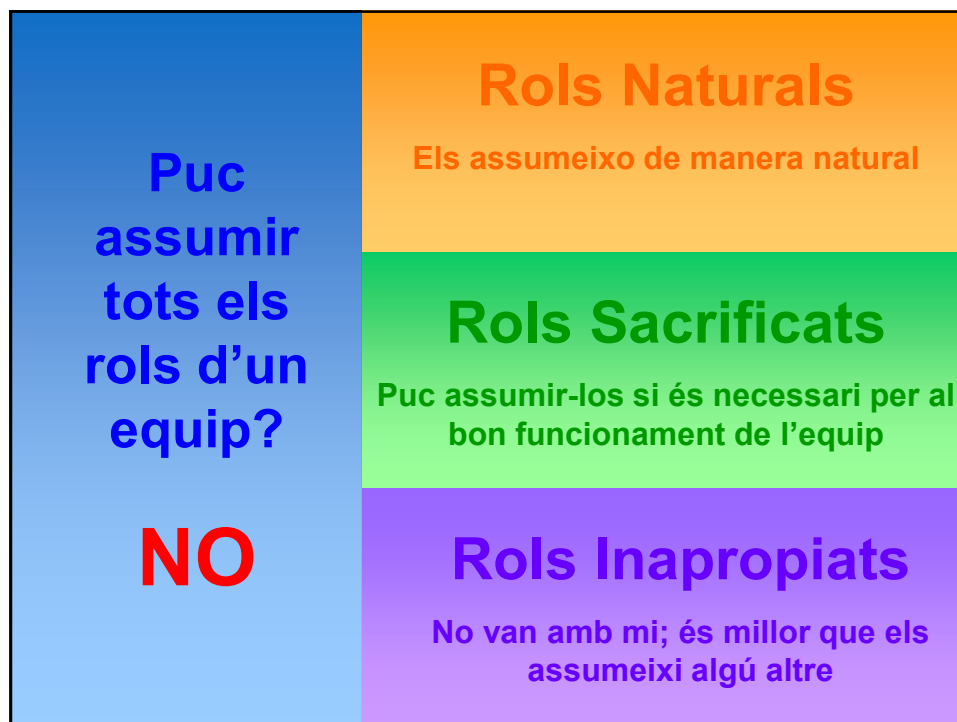 Puc
assumir
tots els
rols d’un
equip?
NO
Rols Naturals
Els assumeixo de manera natural
Rols Sacrificats
Puc assumir-los si és necessari per al
bon funcionament de l’equip
Rols Inapropiats
No van amb mi; és millor que els
assumeixi algú altre